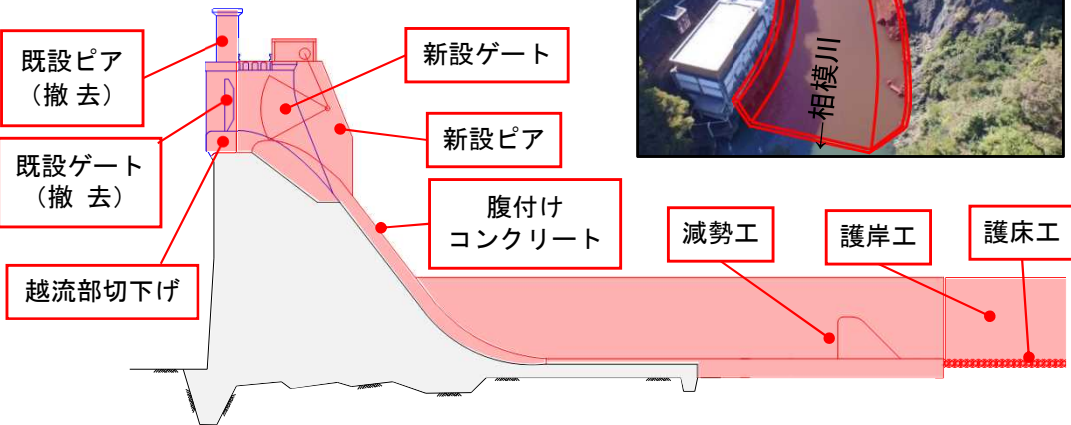 既設ピア
（撤 去）
新設ゲート
←相模川
既設ゲート
（撤 去）
新設ピア
腹付け
コンクリート
減勢工
護岸工
護床工
越流部切下げ